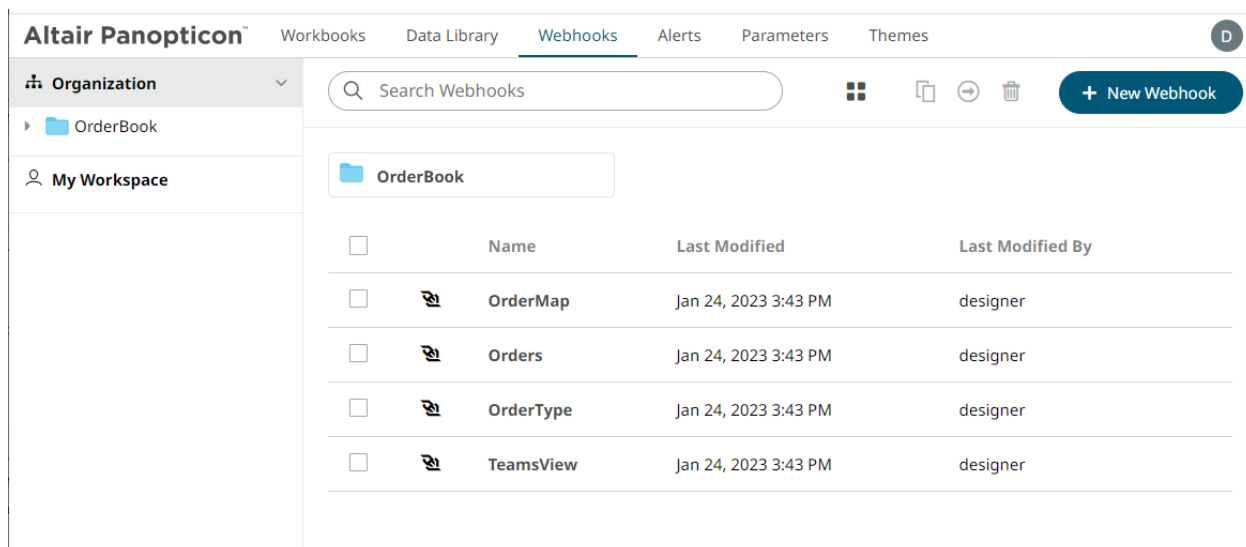 Altair Panopticon™ Workbooks Data Library Webhooks Alerts Parameters Themes D
Organization
OrderBook
My Workspace
Search Webhooks
+ New Webhook
OrderBook
Name Last Modified Last Modified By
OrderMap Jan 24, 2023 3:43 PM designer
Orders Jan 24, 2023 3:43 PM designer
OrderType Jan 24, 2023 3:43 PM designer
TeamsView Jan 24, 2023 3:43 PM designer